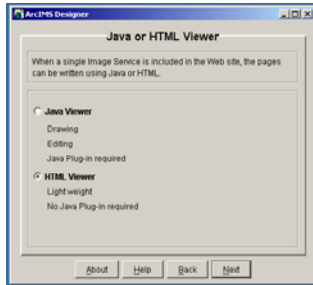 ArcIMS Designer
Java or HTML Viewer
When a single Image Service is included in the Web site, the pages
can be written using Java or HTML.
Java Viewer
Drawing
Editing
Java Plug-in required
HTML Viewer
Light weight
No Java Plug-in required
About Help Back Next